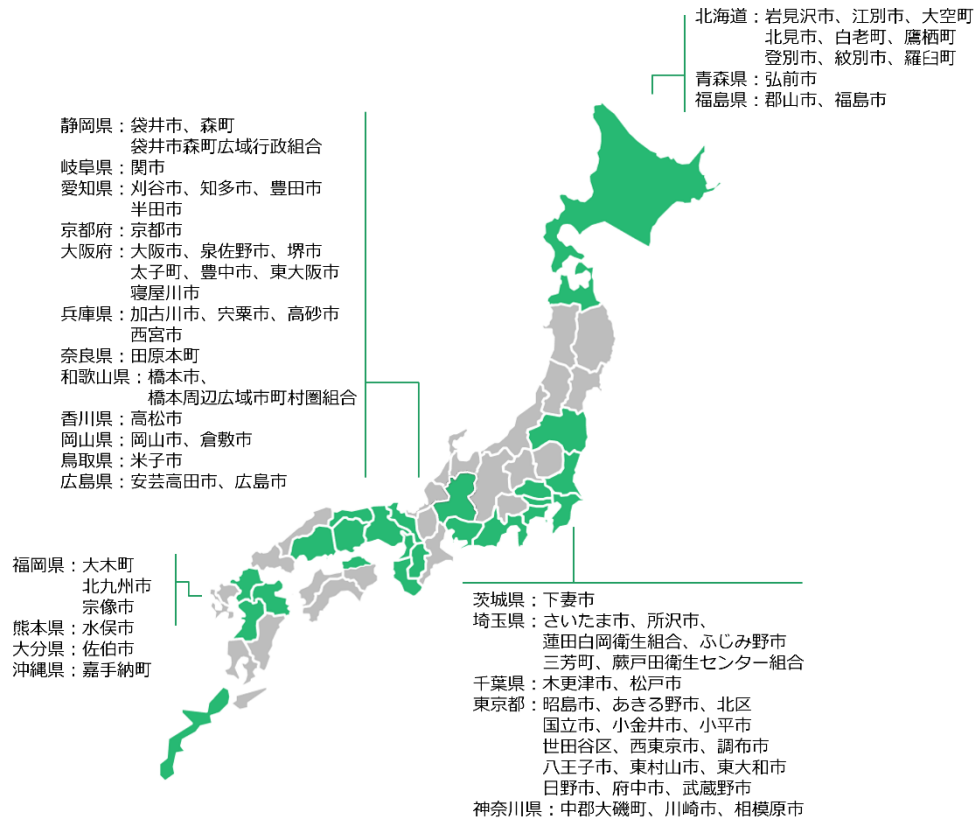 北海道：岩見沢市、江別市、大空町
北見市、白老町、鷹栖町
登別市、紋別市、羅臼町
青森県：弘前市
福島県：郡山市、福島市
静岡県：袋井市、森町
袋井市森町広域行政組合
岐阜県：関市
愛知県：刈谷市、知多市、豊田市
半田市
京都府：京都市
大阪府：大阪市、泉佐野市、堺市
太子町、豊中市、東大阪市
寝屋川市
兵庫県：加古川市、宍粟市、高砂市
西宮市
奈良県：田原本町
和歌山県：橋本市、
橋本周辺広域市町村圏組合
香川県：高松市
岡山県：岡山市、倉敷市
鳥取県：米子市
広島県：安芸高田市、広島市
福岡県：大木町
北九州市
宗像市
熊本県：水俣市
大分県：佐伯市
沖縄県：嘉手納町
茨城県：下妻市
埼玉県：さいたま市、所沢市、
蓮田白岡衛生組合、ふじみ野市
三芳町、蕨戸田衛生センター組合
千葉県：木更津市、松戸市
東京都：昭島市、あきる野市、北区
国立市、小金井市、小平市
世田谷区、西東京市、調布市
八王子市、東村山市、東大和市
日野市、府中市、武蔵野市
神奈川県：中郡大磯町、川崎市、相模原市